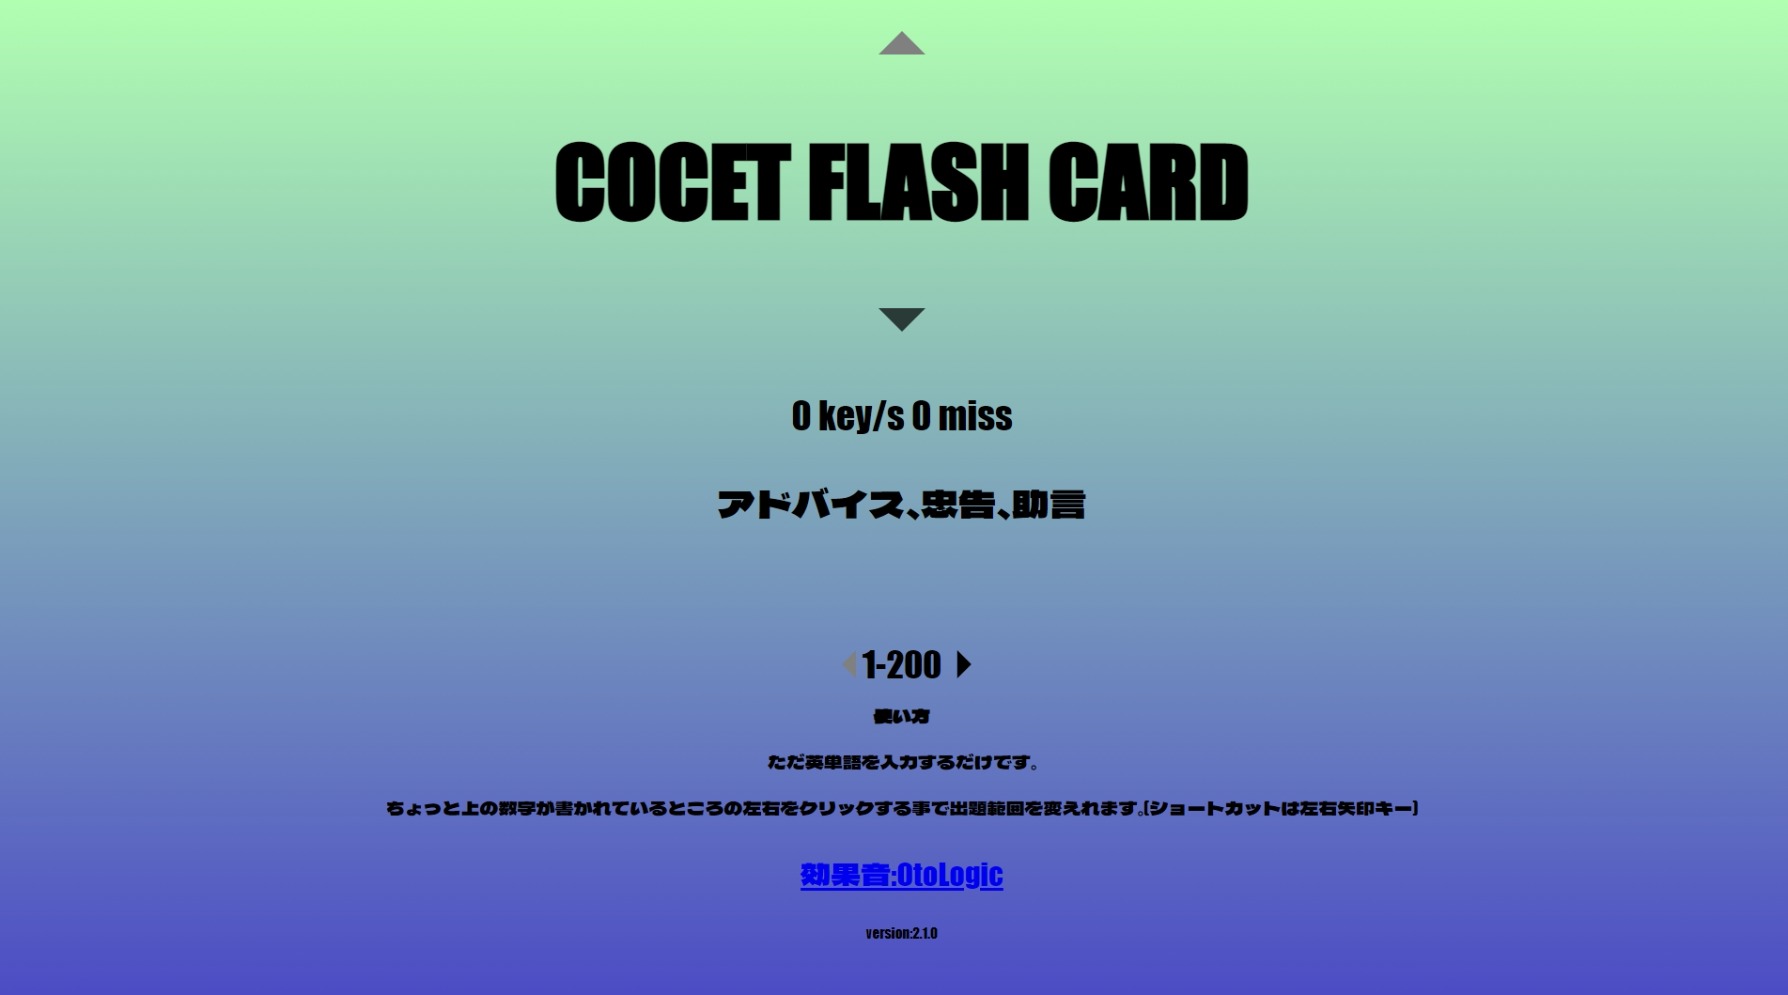 COCET FLASH CARD
0 key/s 0 miss
アドバイス、忠告、助言
1-200
使い方
ただ英単語を入力するだけです。
ちょっと上の数字が書かれているところの左右をクリックする事で出題範囲を変えれます。(ショートカットは左右矢印キー)
効果音:OtoLogic
version:2.1.0